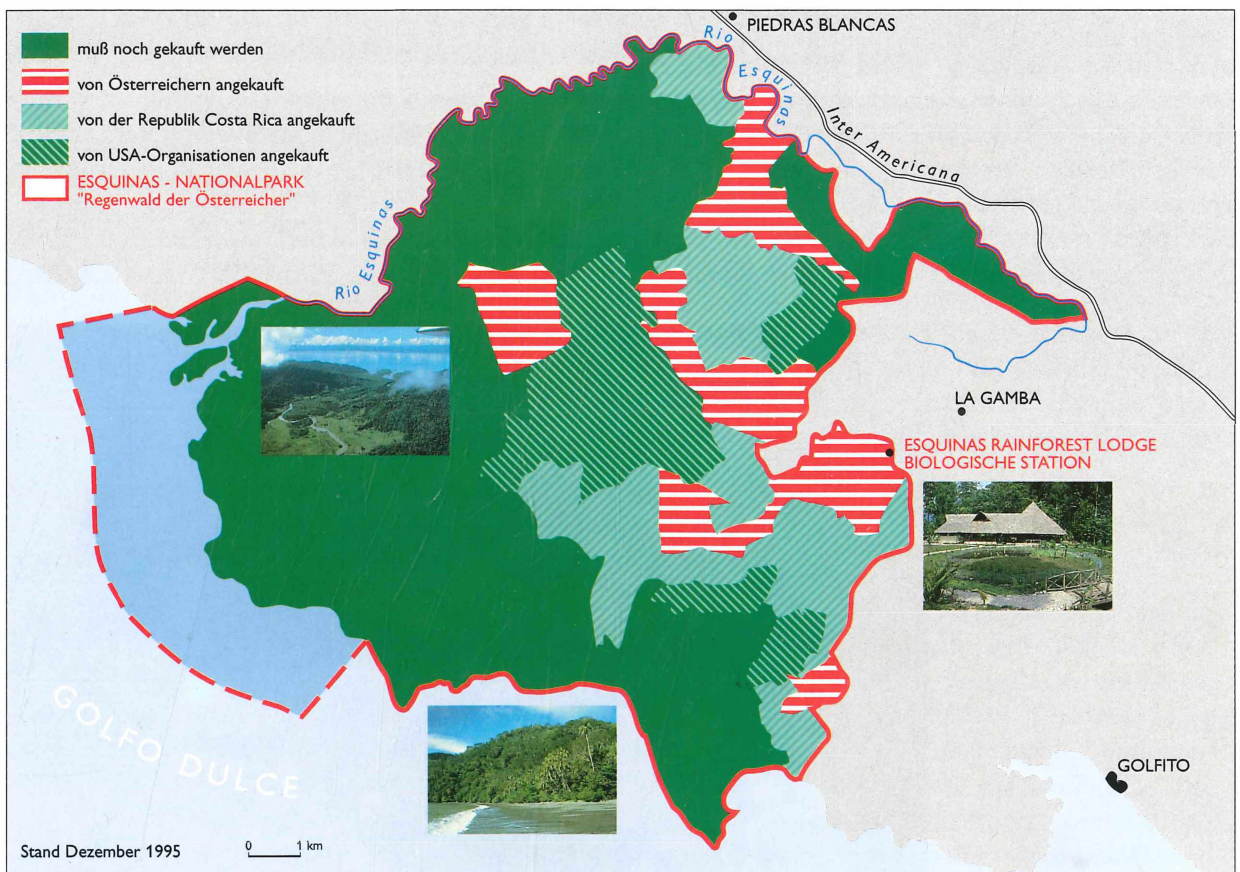 muß noch gekauft werden
von Österreichern angekauft
von der Republik Costa Rica angekauft
von USA-Organisationen angekauft
ESQUINAS - NATIONALPARK
"Regenwald der Österreicher"
PIEDRAS BLANCAS
Rio
Esquinas
Inter Americana
Rio Esquinas
LA GAMBA
ESQUINAS RAINFOREST LODGE
BIOLOGISCHE STATION
GOLFO DULCE
GOLFITO
Stand Dezember 1995
0 1 km